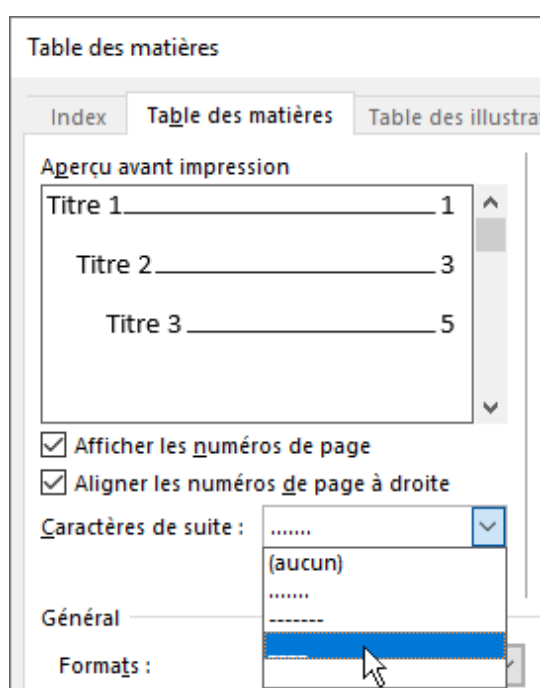 Table des matières
Index Table des matières Table des illustra
Aperçu avant impression
Titre 1 1
Titre 2 3
Titre 3 5
Afficher les numéros de page
Aligner les numéros de page à droite
Caractères de suite : .......
(aucun)
.......
-------
____
Général
Formats :